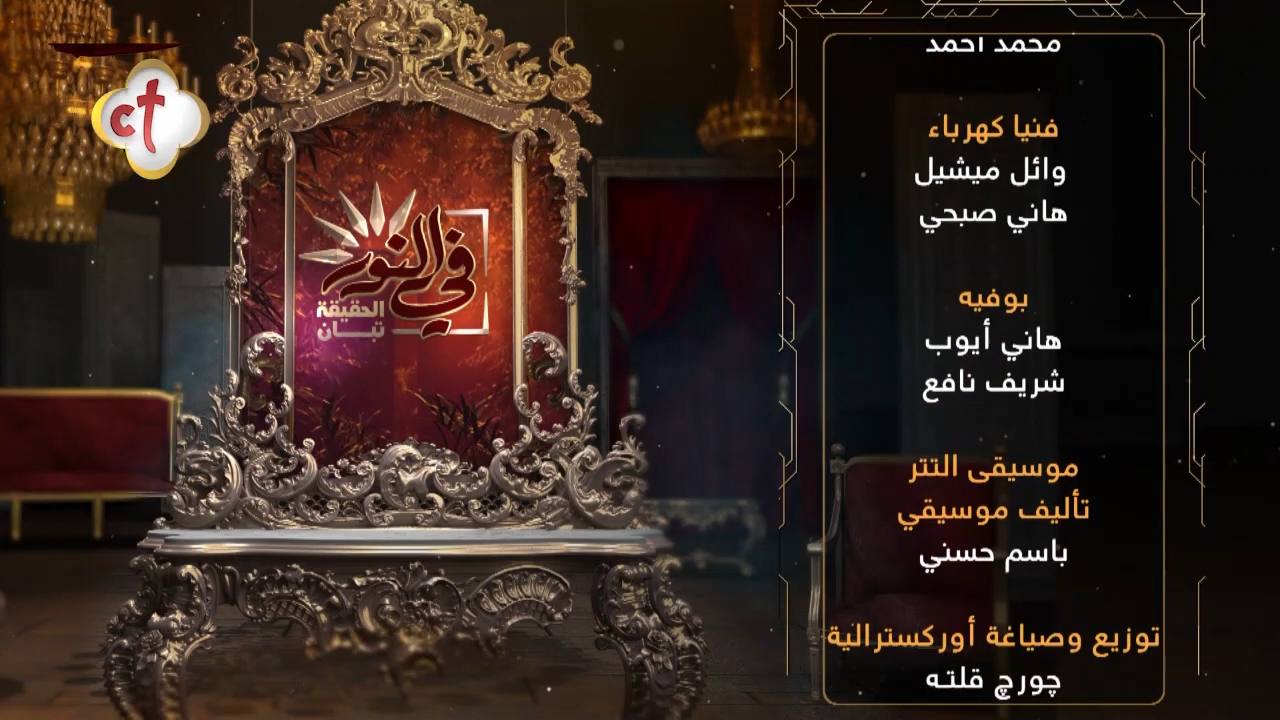 ct
في النور
الحقيقة
تبان
محمد احمد
فنيا كهرباء
وائل ميشيل
هاني صبحي
بوفيه
هاني أيوب
شريف نافع
موسيقى التتر
تأليف موسيقي
باسم حسني
توزيع وصياغة أوركسترالية
چورچ قلته